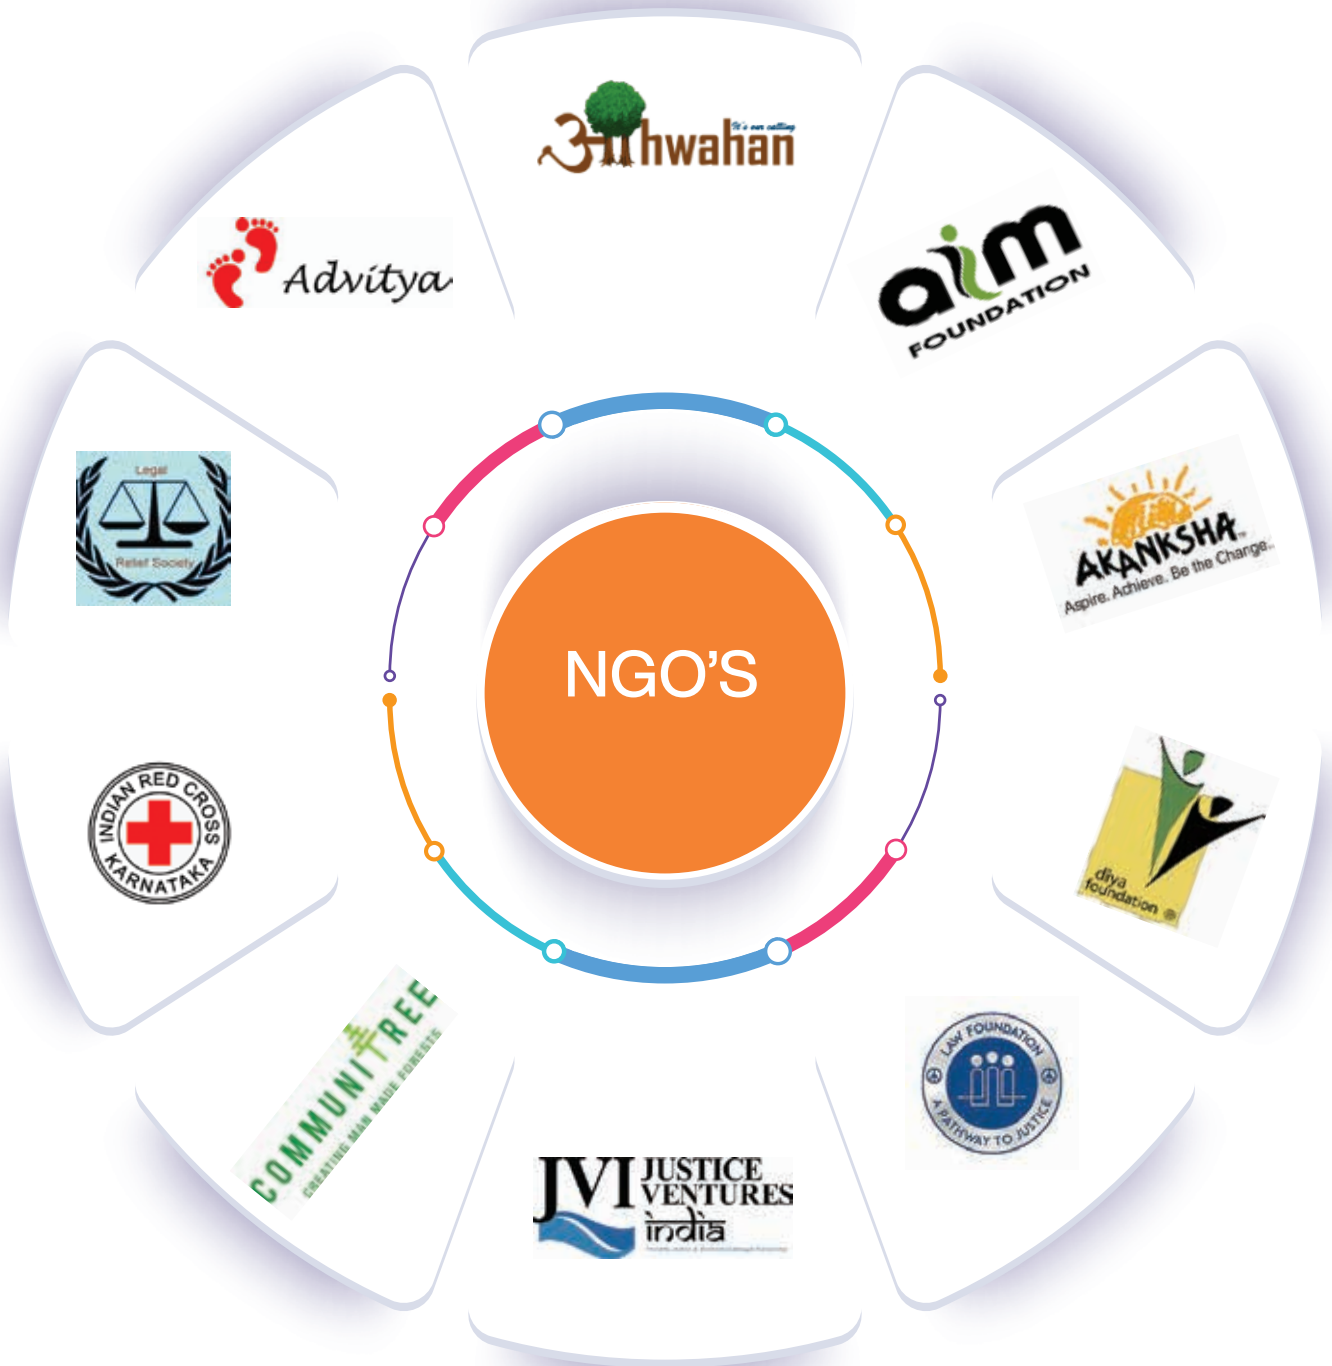 आhwahan
It's our calling
Advitya
aim
FOUNDATION
Legal
Relief Society
AKANKSHA
Aspire. Achieve. Be the Change..
NGO'S
INDIAN RED CROSS
KARNATAKA
diya
foundation ®
COMMUNITREE
CREATING MAN MADE FORESTS
LAW FOUNDATION
A PATHWAY TO JUSTICE
JVI JUSTICE
VENTURES
india